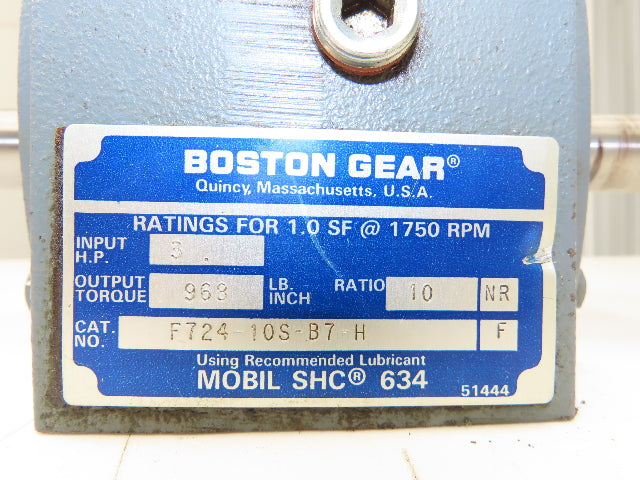 BOSTON GEAR®
Quincy, Massachusetts, U.S.A.
RATINGS FOR 1.0 SF @ 1750 RPM
INPUT H.P. 3 .
OUTPUT TORQUE 968 LB. INCH RATIO 10 NR
CAT. NO. F724-10S-B7-H F
Using Recommended Lubricant
MOBIL SHC® 634
51444